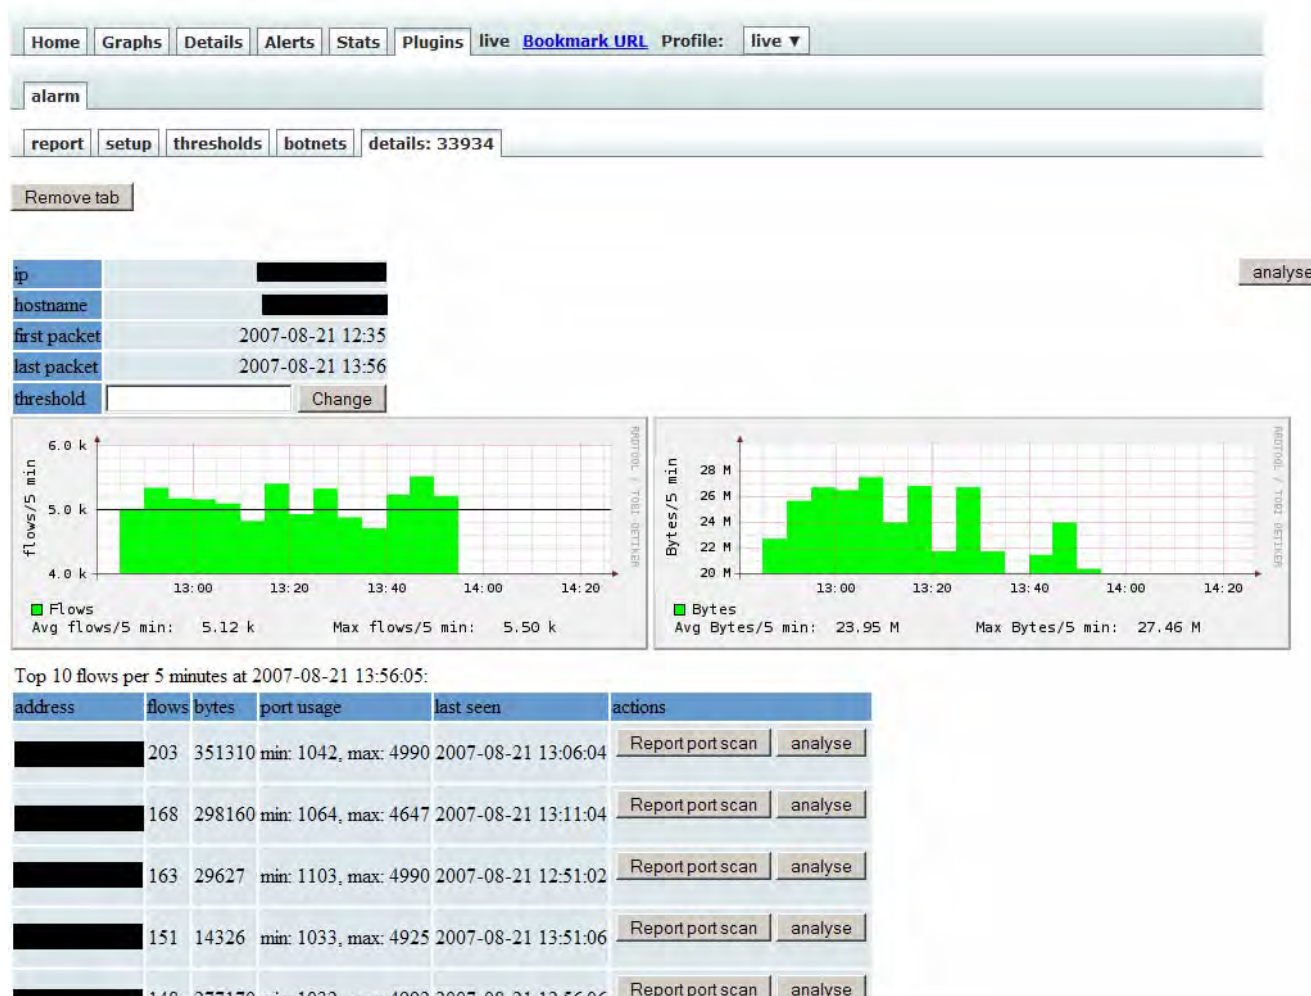 Home Graphs Details Alerts Stats Plugins live Bookmark URL Profile: live ▼
alarm
report setup thresholds botnets details: 33934
Remove tab
analyse
ip
hostname
first packet 2007-08-21 12:35
last packet 2007-08-21 13:56
threshold Change
6.0 k
5.0 k
4.0 k
flows/5 min
13:00 13:20 13:40 14:00 14:20
Flows
Avg flows/5 min: 5.12 k Max flows/5 min: 5.50 k
RRDTOOL / TOBI OETIKER
28 M
26 M
24 M
22 M
20 M
Bytes/5 min
13:00 13:20 13:40 14:00 14:20
Bytes
Avg Bytes/5 min: 23.95 M Max Bytes/5 min: 27.46 M
RRDTOOL / TOBI OETIKER
Top 10 flows per 5 minutes at 2007-08-21 13:56:05:
address flows bytes port usage last seen actions
203 351310 min: 1042, max: 4990 2007-08-21 13:06:04 Report port scan analyse
168 298160 min: 1064, max: 4647 2007-08-21 13:11:04 Report port scan analyse
163 29627 min: 1103, max: 4990 2007-08-21 12:51:02 Report port scan analyse
151 14326 min: 1033, max: 4925 2007-08-21 13:51:06 Report port scan analyse
Report port scan analyse